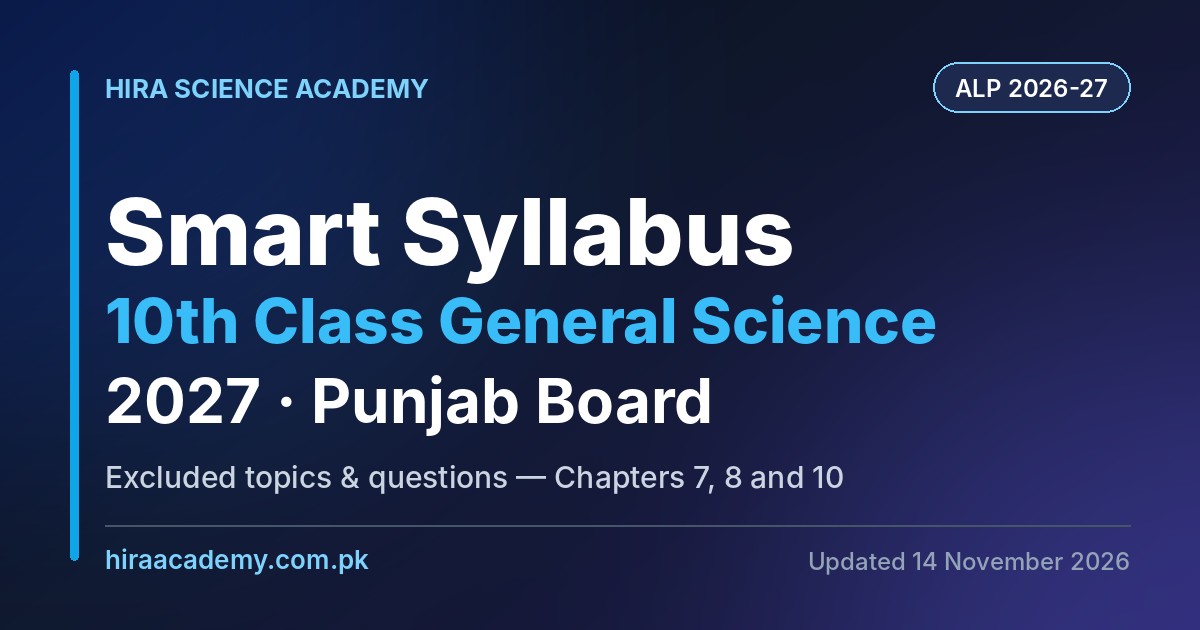 HIRA SCIENCE ACADEMY
ALP 2026-27
Smart Syllabus
10th Class General Science
2027 · Punjab Board
Excluded topics & questions — Chapters 7, 8 and 10
hiraacademy.com.pk
Updated 14 November 2026